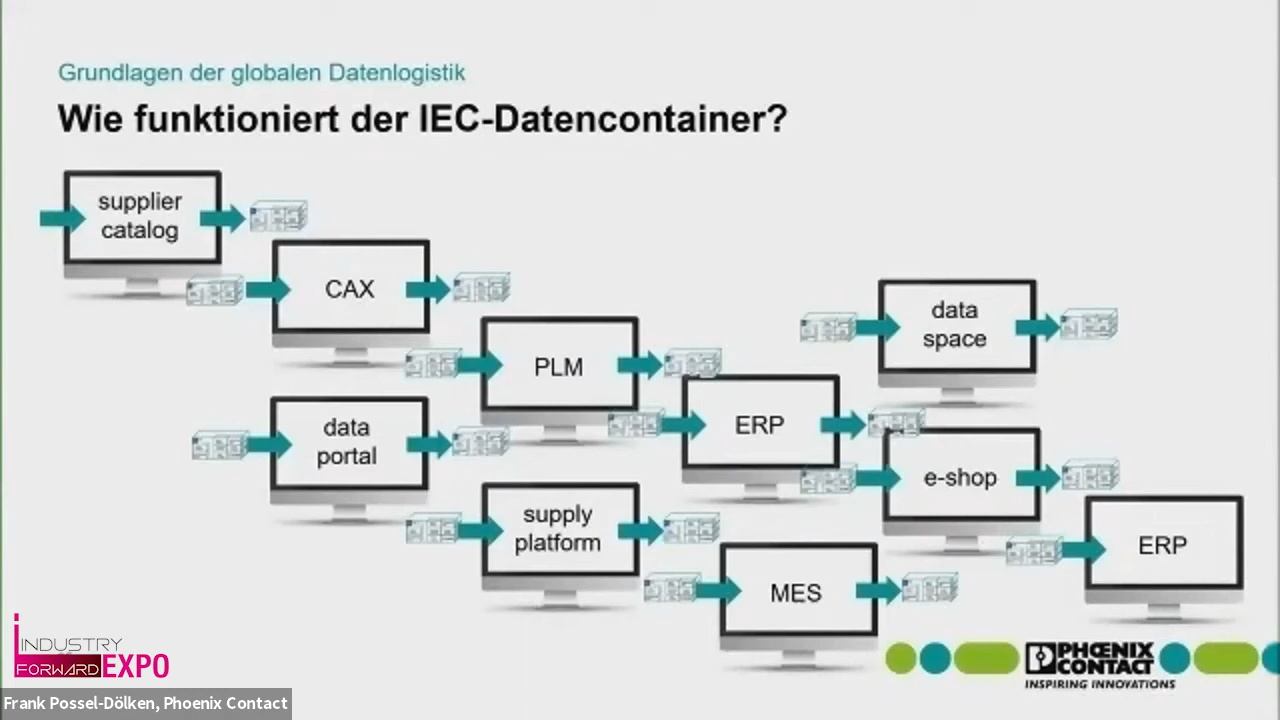 Grundlagen der globalen Datenlogistik
Wie funktioniert der IEC-Datencontainer?
supplier
catalog
CAX
PLM
data
portal
supply
platform
ERP
MES
data
space
e-shop
ERP
INDUSTRY
FORWARD EXPO
PHŒNIX
CONTACT
INSPIRING INNOVATIONS
Frank Possel-Dölken, Phoenix Contact